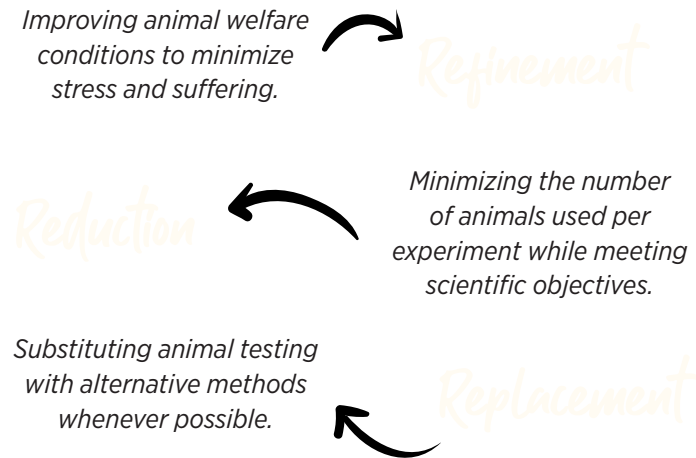 Improving animal welfare
conditions to minimize
stress and suffering.
Refinement
Reduction
Minimizing the number
of animals used per
experiment while meeting
scientific objectives.
Substituting animal testing
with alternative methods
whenever possible.
Replacement